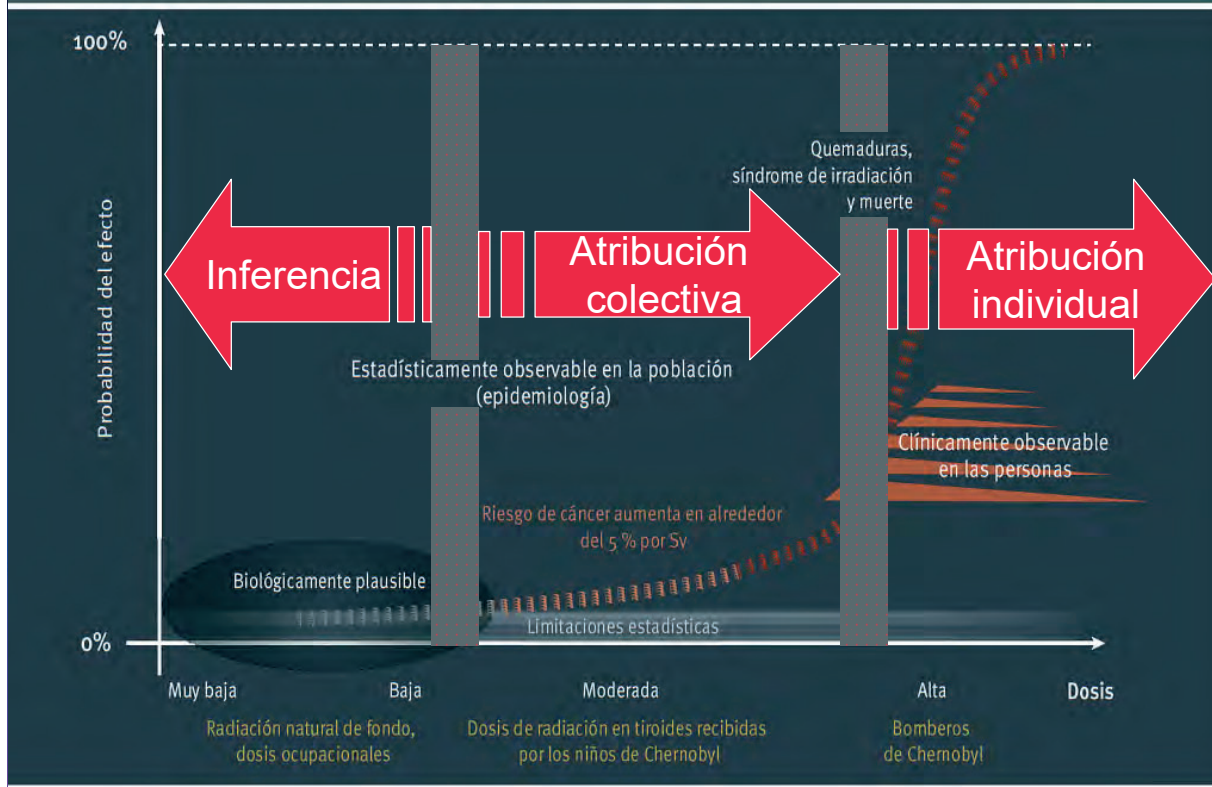 100%
Probabilidad del efecto
Quemaduras,
síndrome de irradiación
y muerte
Inferencia
Atribución
colectiva
Atribución
individual
Estadísticamente observable en la población
(epidemiología)
Clínicamente observable
en las personas
Riesgo de cáncer aumenta en alrededor
del 5 % por Sv
Biológicamente plausible
Limitaciones estadísticas
0%
Muy baja
Baja
Moderada
Alta
Dosis
Radiación natural de fondo,
dosis ocupacionales
Dosis de radiación en tiroides recibidas
por los niños de Chernobyl
Bomberos
de Chernobyl